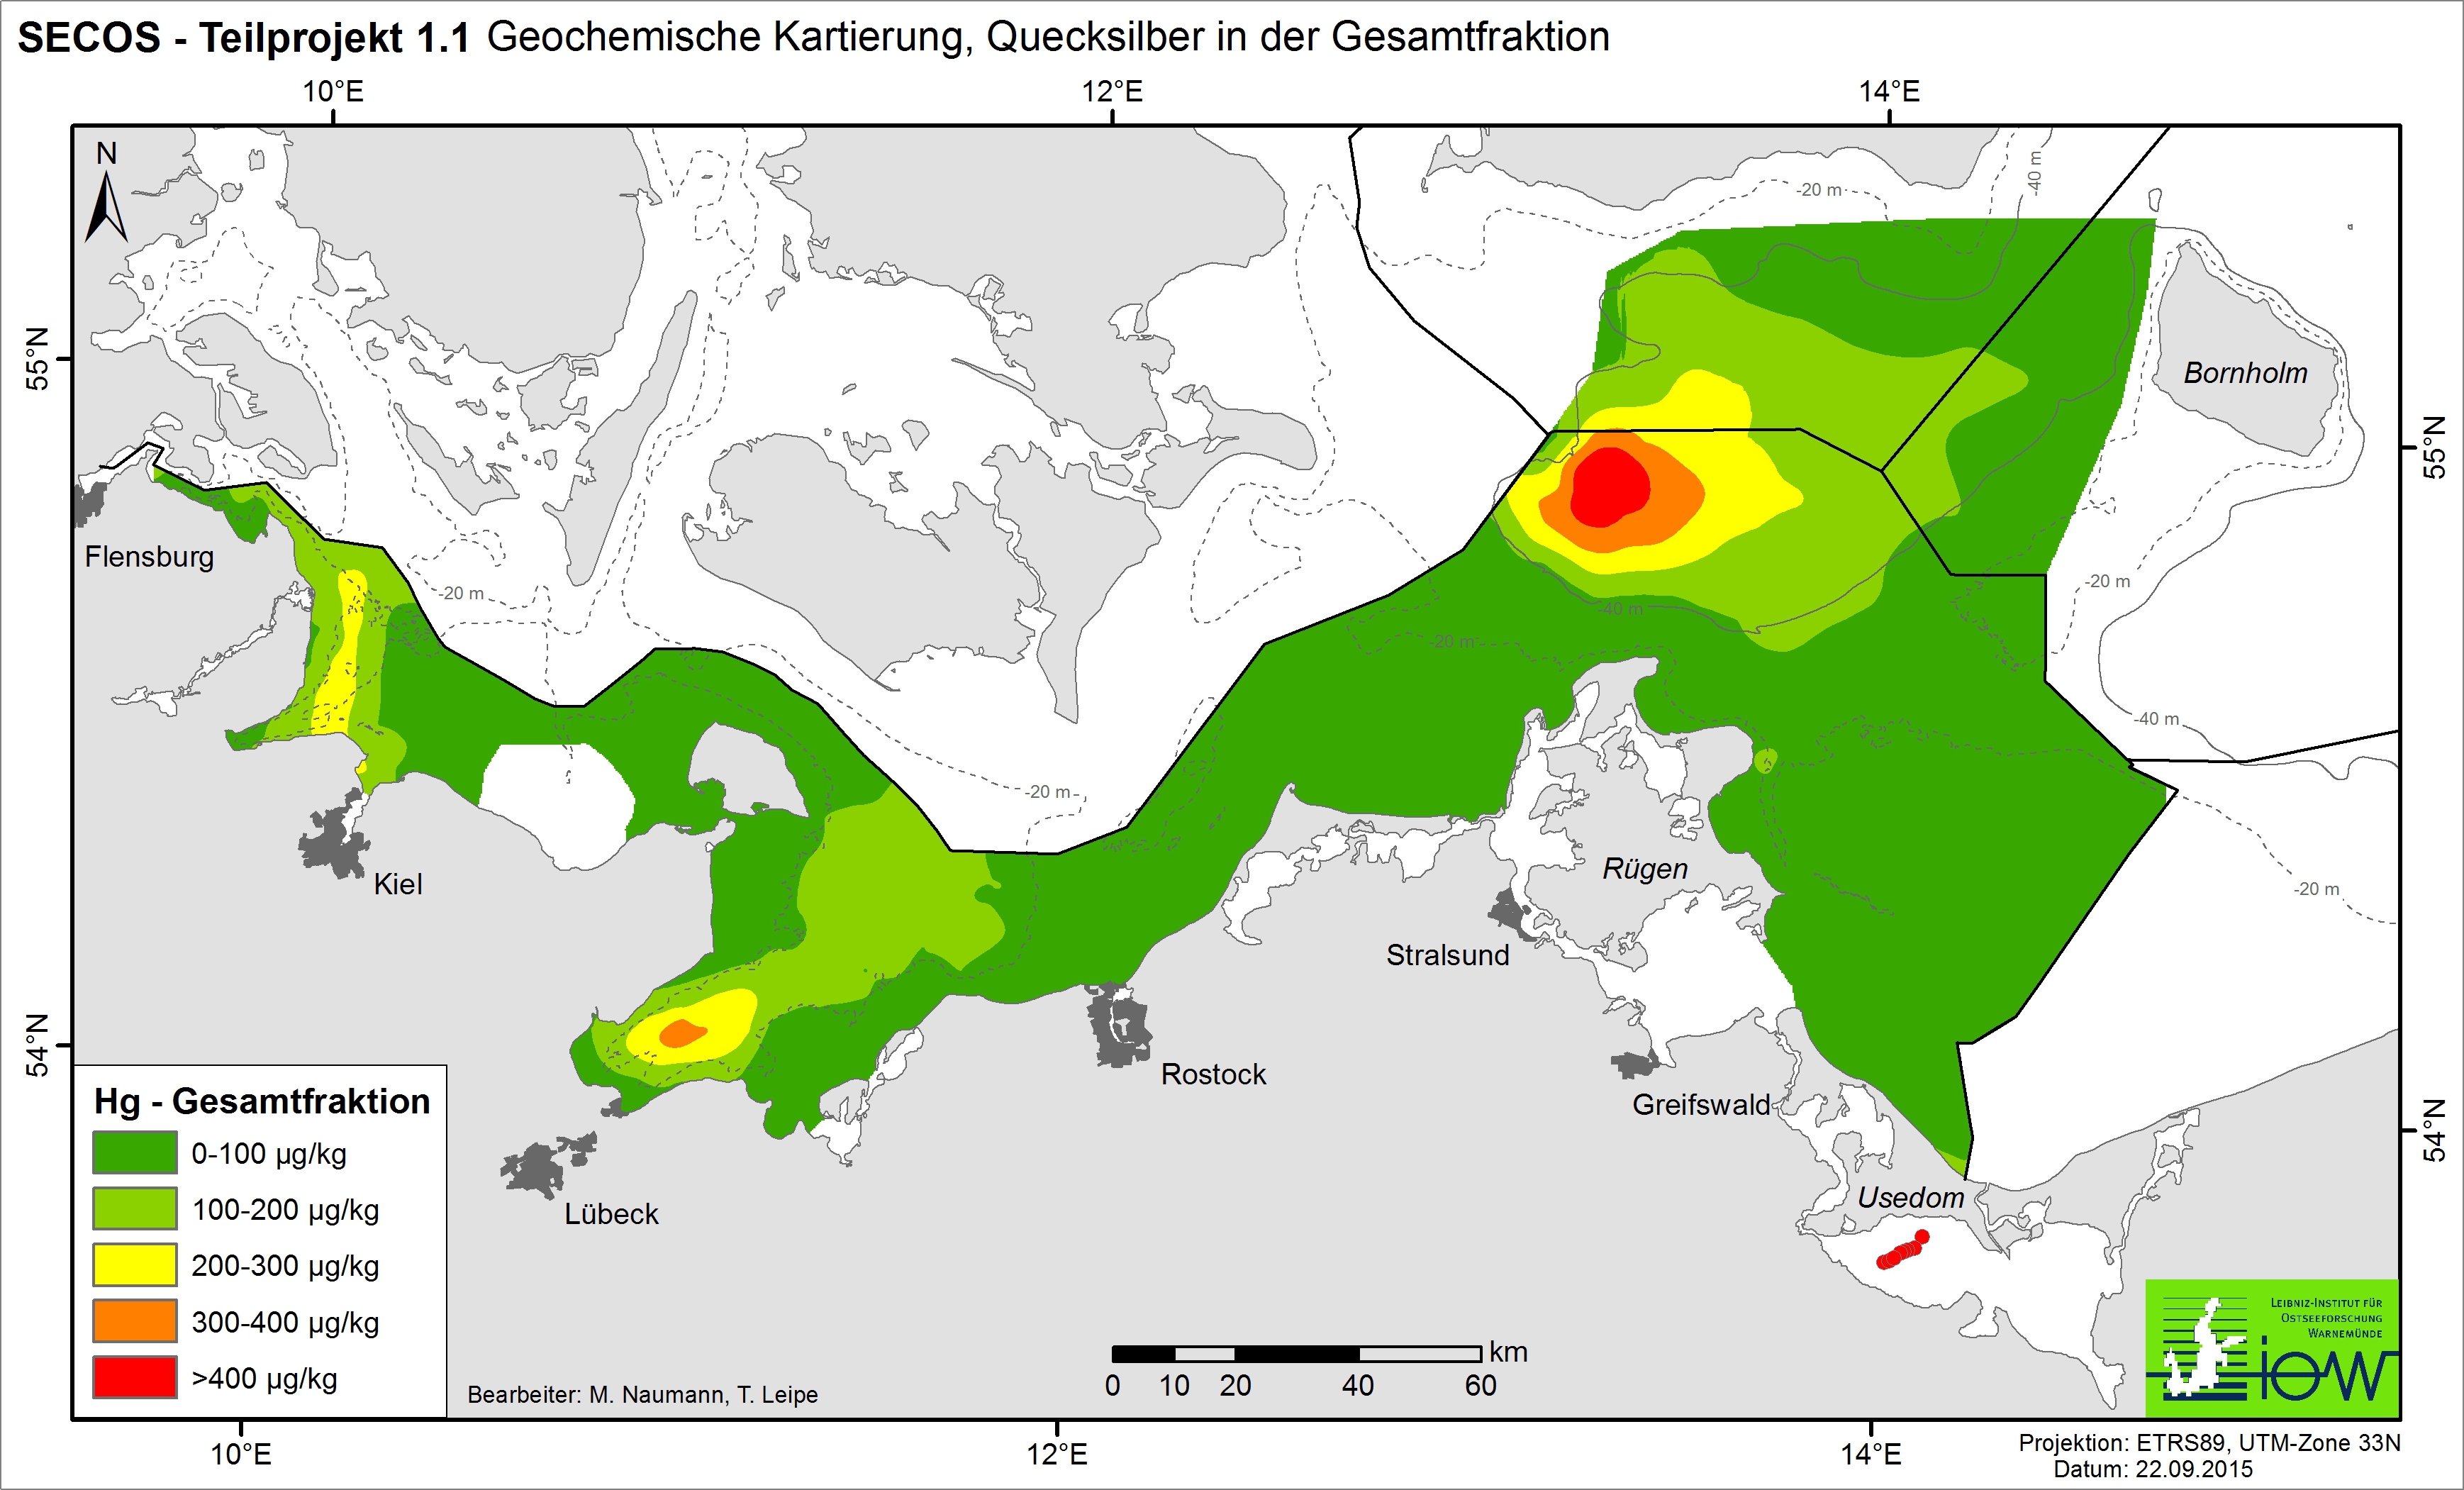 SECOS - Teilprojekt 1.1 Geochemische Kartierung, Quecksilber in der Gesamtfraktion
10°E
12°E
14°E
N
-20 m
-40 m
55°N
Bornholm
55°N
Flensburg
-20 m
-20 m
-40 m
-20 m
-40 m
-20 m
Kiel
Rügen
-20 m
Stralsund
54°N
Rostock
Greifswald
54°N
Lübeck
Usedom
Hg - Gesamtfraktion
0-100 µg/kg
100-200 µg/kg
200-300 µg/kg
300-400 µg/kg
>400 µg/kg
Bearbeiter: M. Naumann, T. Leipe
km
0 10 20 40 60
LEIBNIZ-INSTITUT FÜR
OSTSEEFORSCHUNG
WARNEMÜNDE
iow
10°E
12°E
14°E
Projektion: ETRS89, UTM-Zone 33N
Datum: 22.09.2015